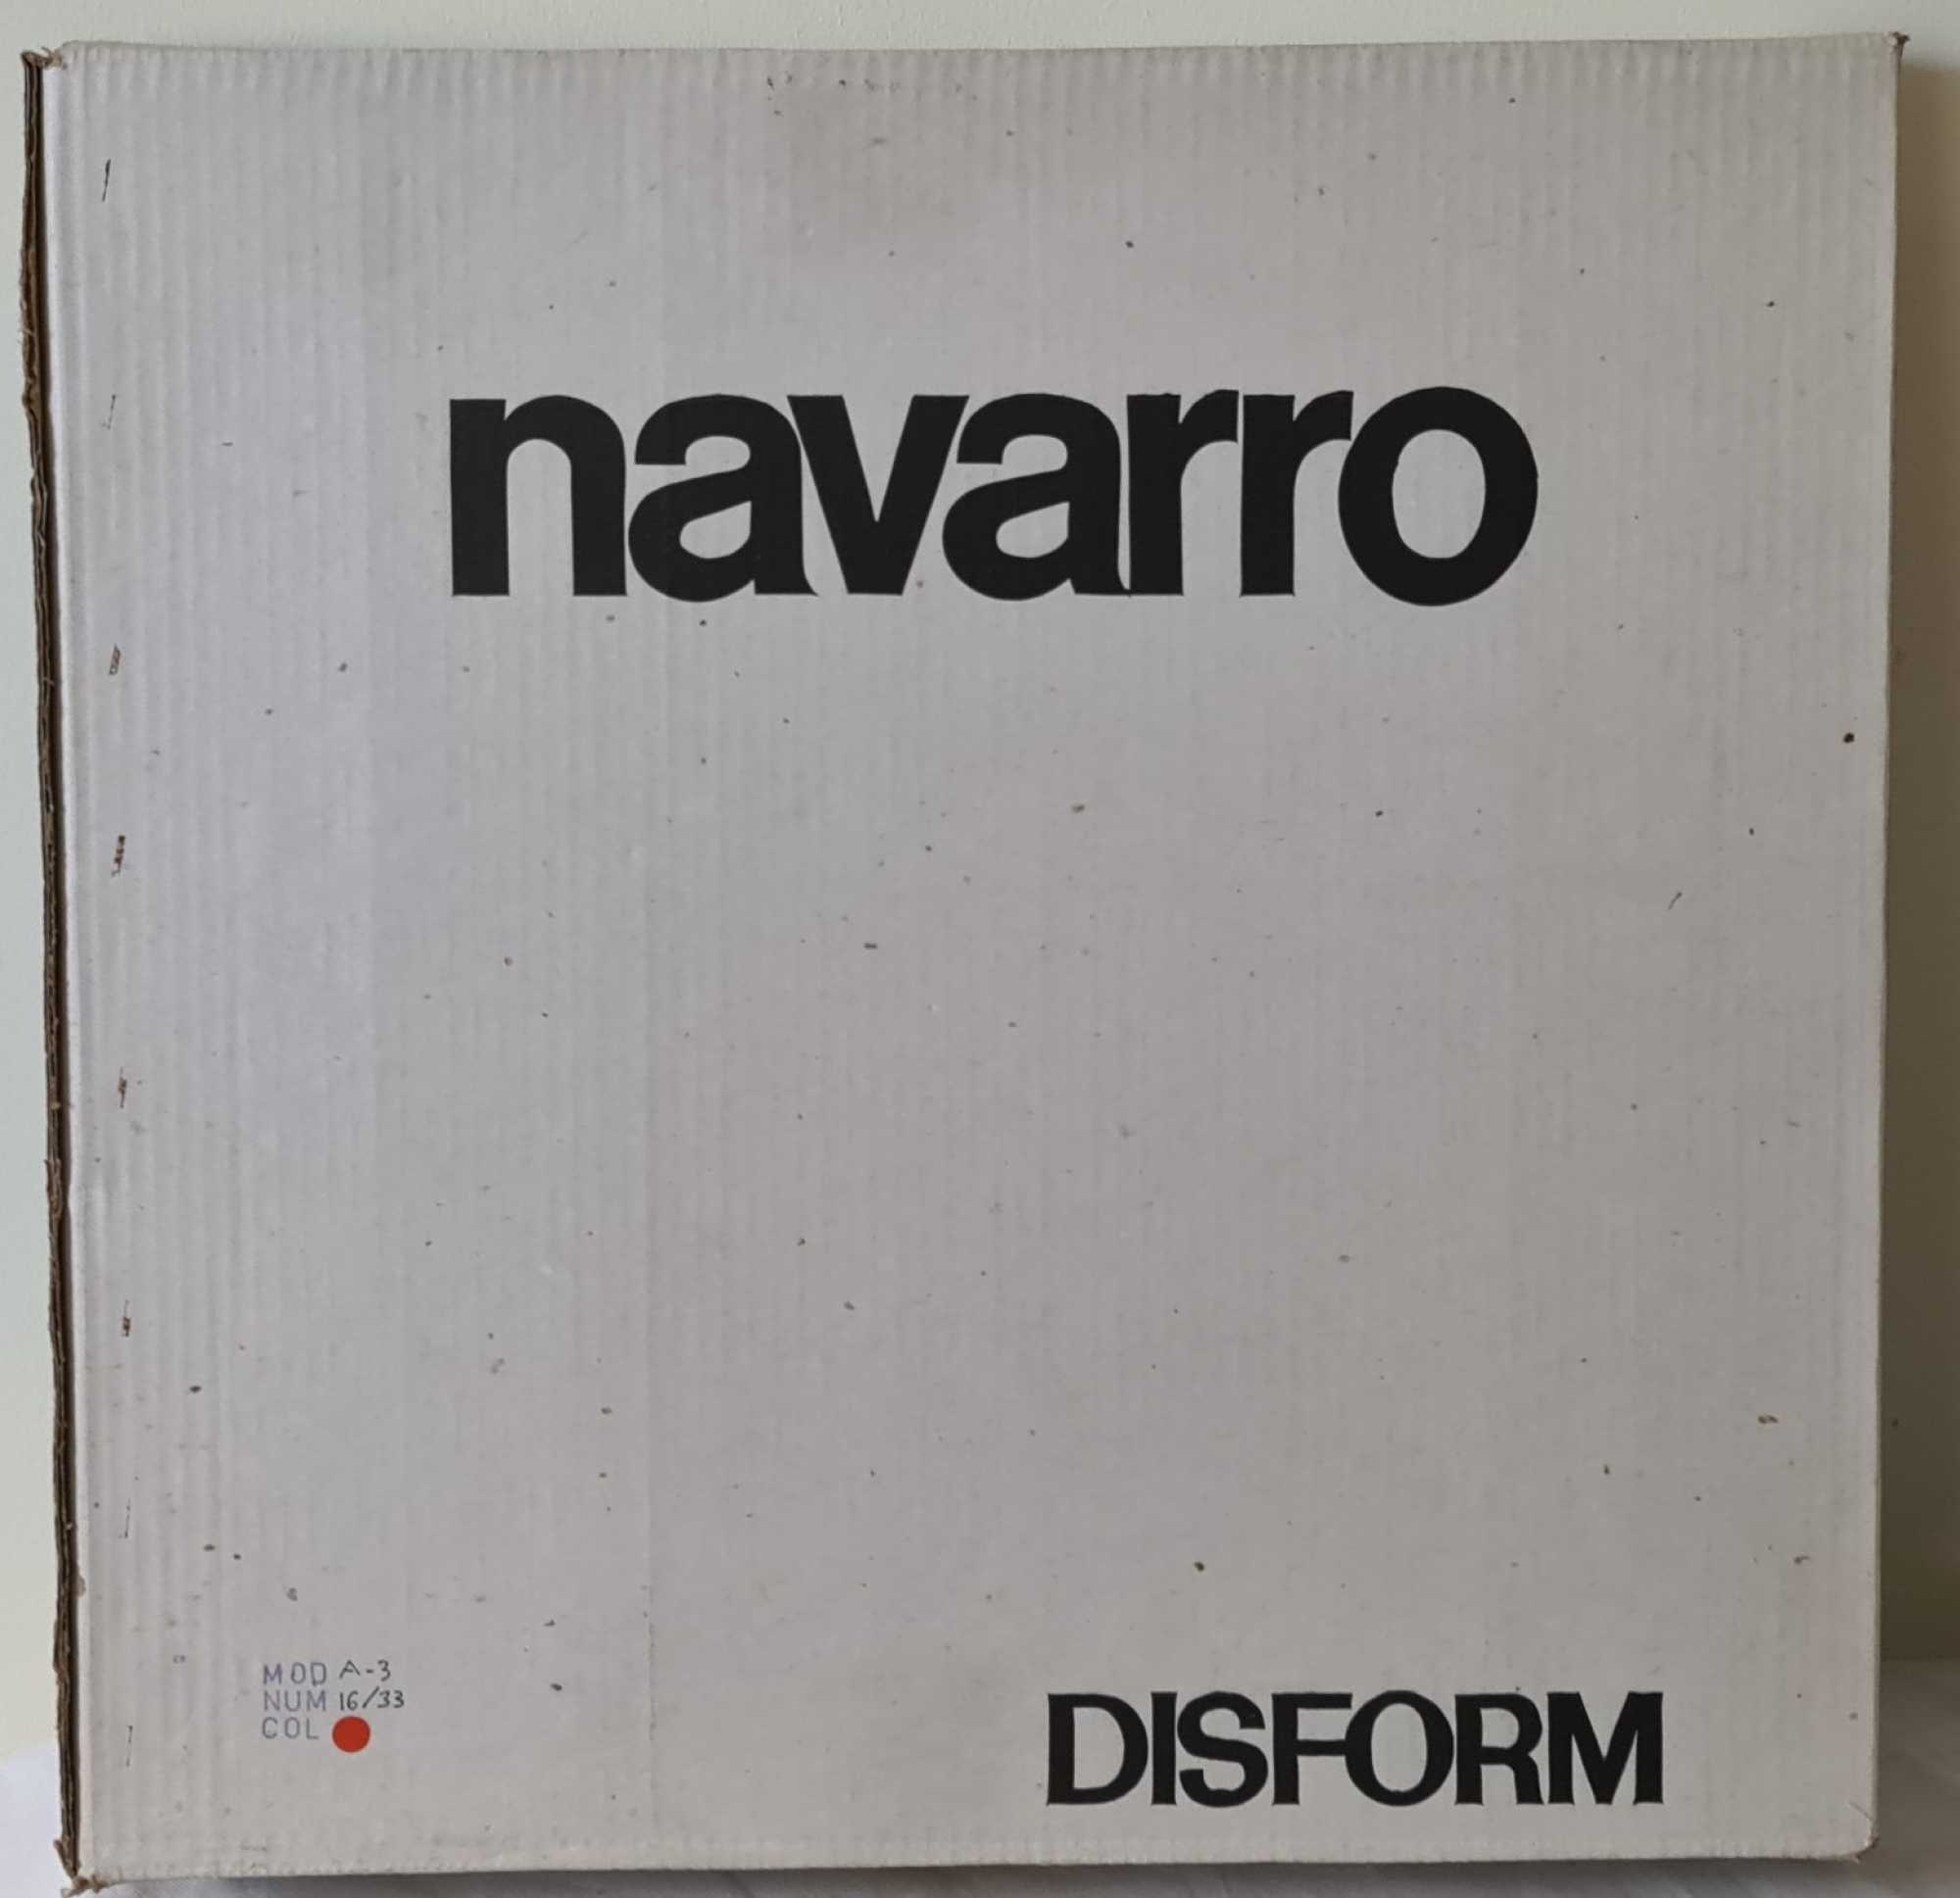 navarro
MOD A-3
NUM 16/33
COL
DISFORM